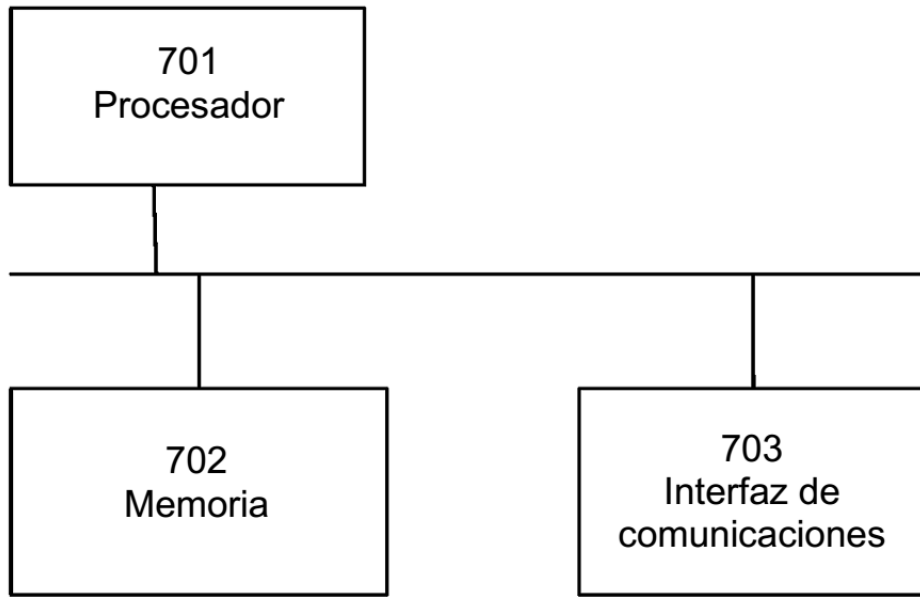 701
Procesador
702
Memoria
703
Interfaz de
comunicaciones